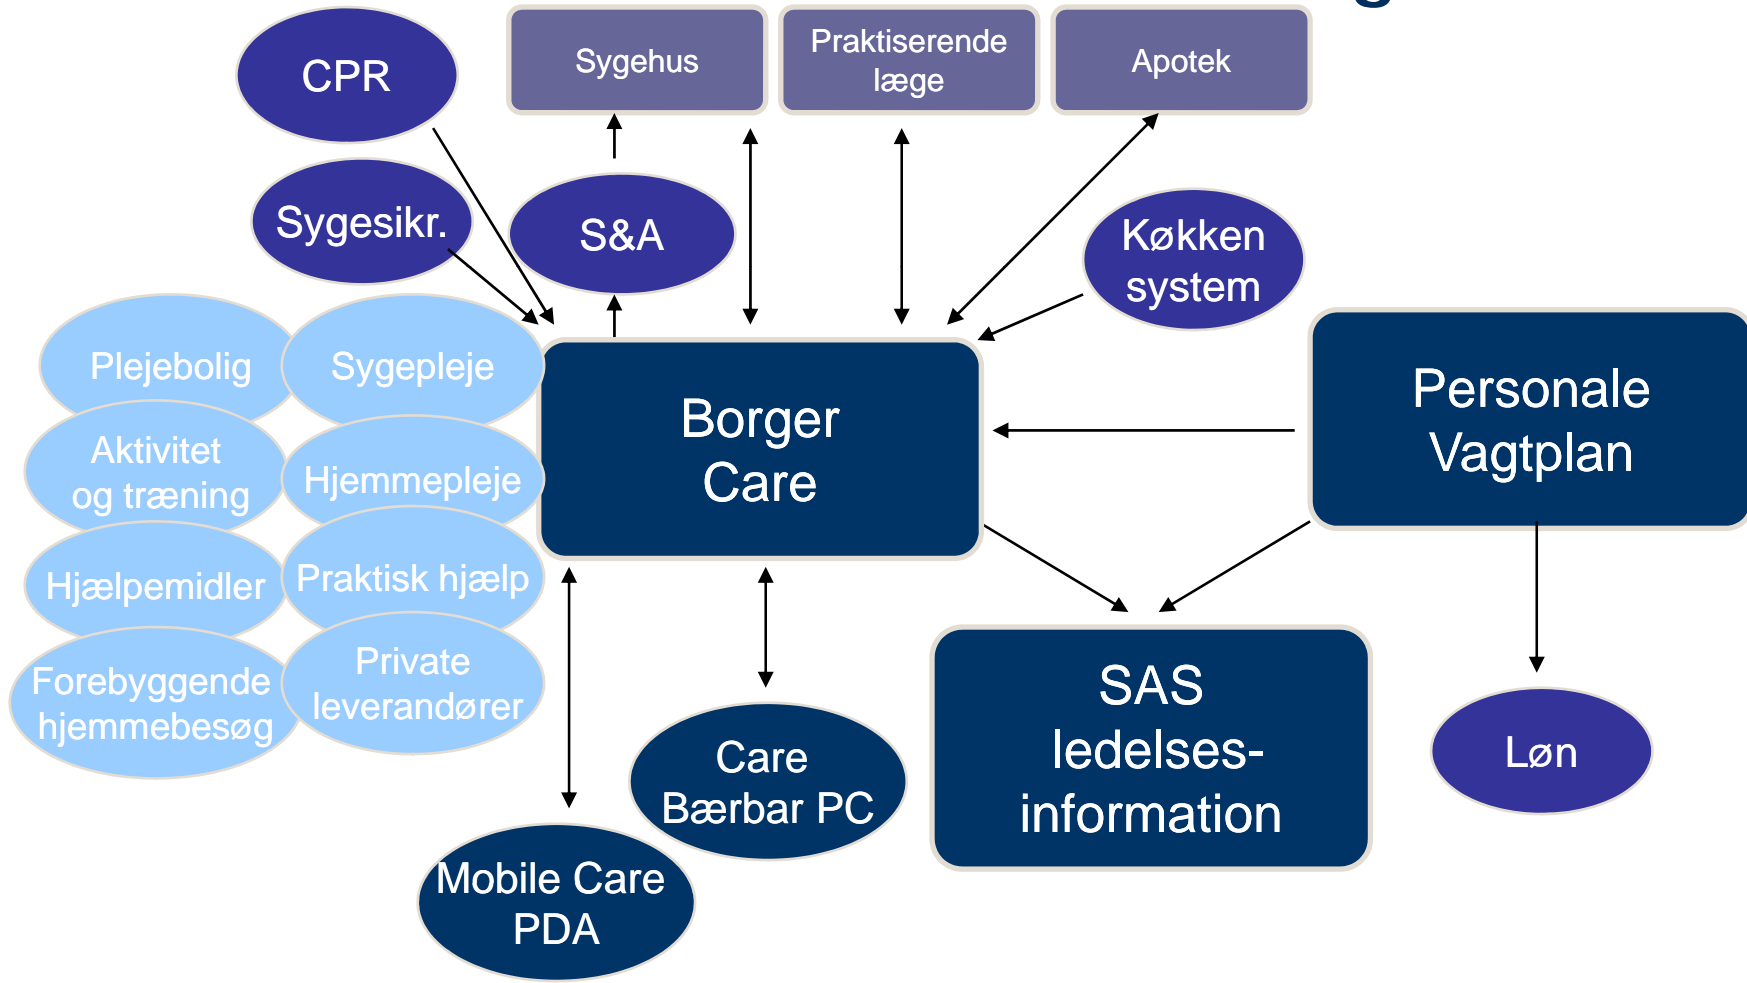 g
CPR
Sygehus
Praktiserende
læge
Apotek
Sygesikr.
S&A
Køkken
system
Plejebolig
Sygepleje
Aktivitet
og træning
Hjemmepleje
Hjælpemidler
Praktisk hjælp
Forebyggende
hjemmebesøg
Private
leverandører
Borger
Care
Personale
Vagtplan
Care
Bærbar PC
Mobile Care
PDA
SAS
ledelses-
information
Løn